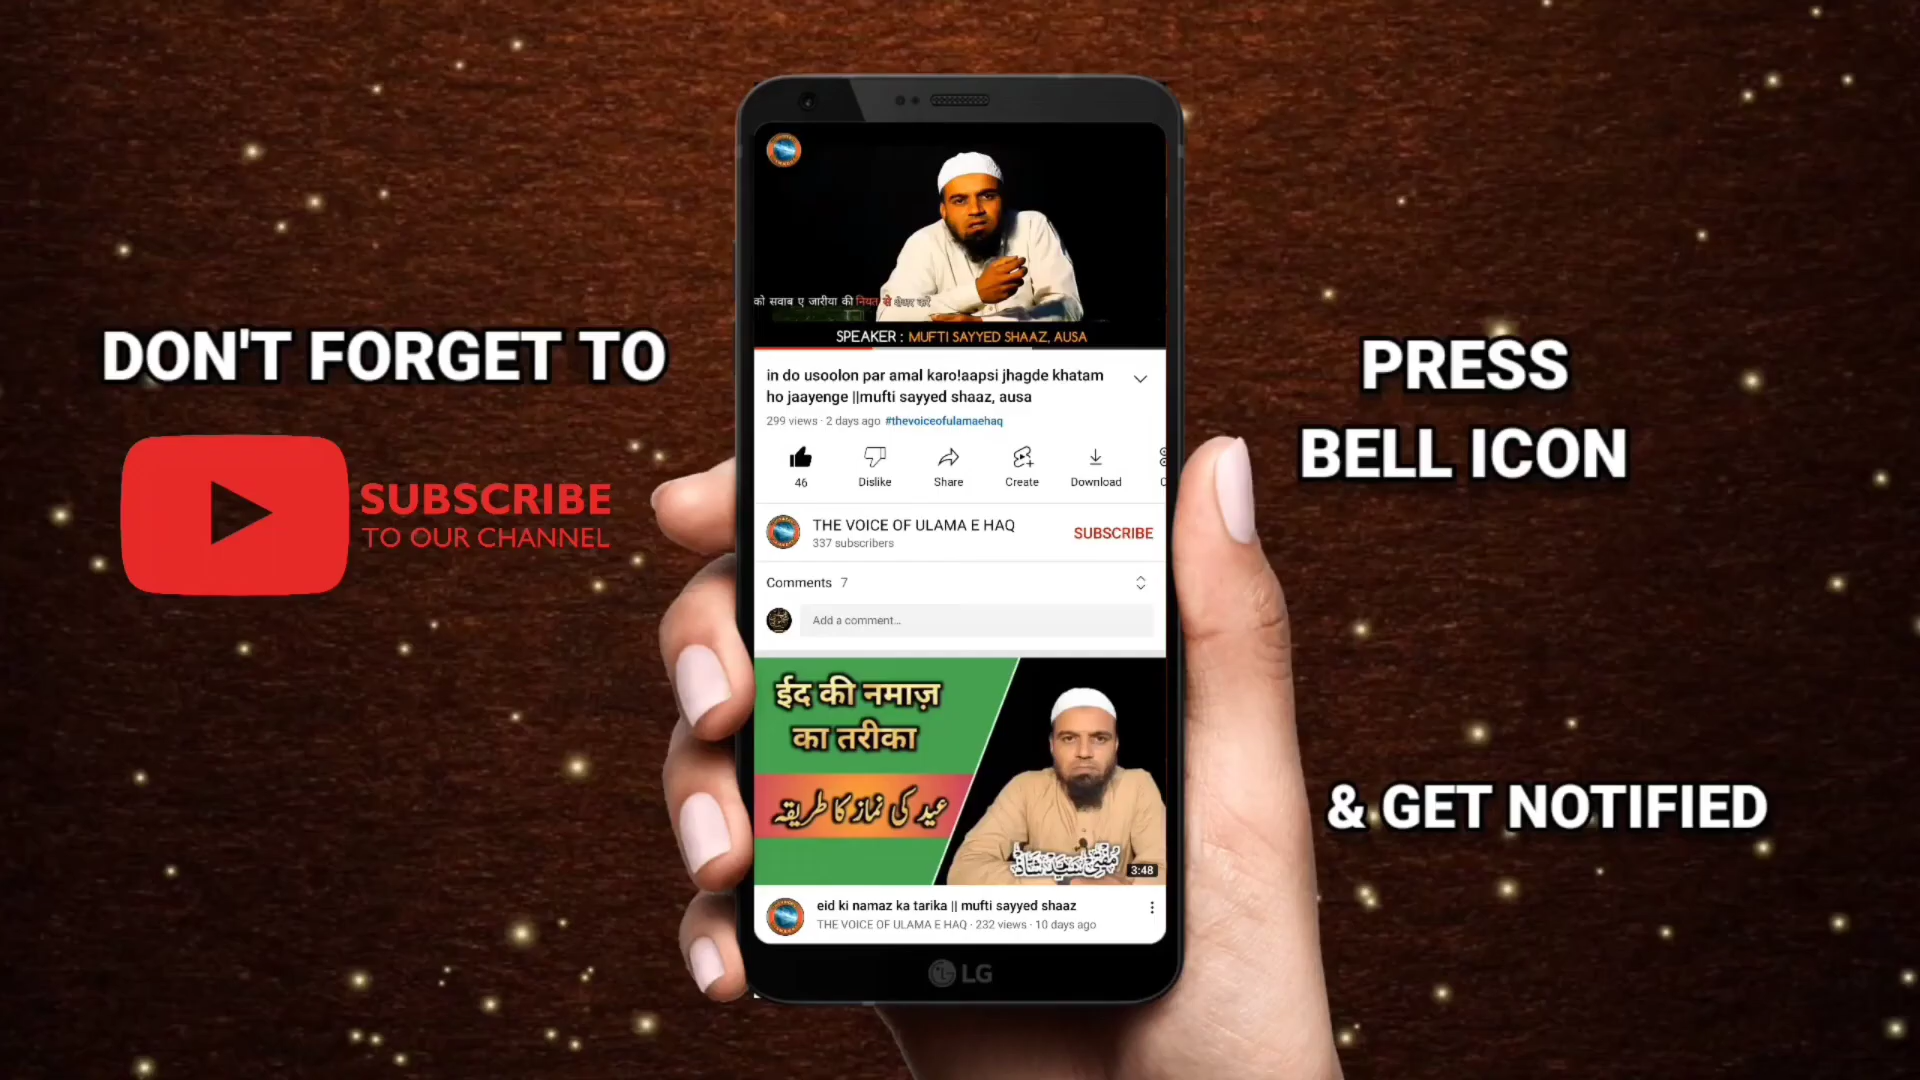 DON'T FORGET TO
SUBSCRIBE
TO OUR CHANNEL
को सवाब ए जारीया की नियत से शेयर करें
SPEAKER : MUFTI SAYYED SHAAZ, AUSA
in do usoolon par amal karo!aapsi jhagde khatam
ho jaayenge ||mufti sayyed shaaz, ausa
299 views · 2 days ago #thevoiceofulamaehaq
46
Dislike
Share
Create
Download
THE VOICE OF ULAMA E HAQ
337 subscribers
SUBSCRIBE
Comments 7
Add a comment...
ईद की नमाज़
का तरीका
عید کی نماز کا طریقہ
مفتی سید شاذ
3:48
eid ki namaz ka tarika || mufti sayyed shaaz
THE VOICE OF ULAMA E HAQ · 232 views · 10 days ago
LG
PRESS
BELL ICON
& GET NOTIFIED